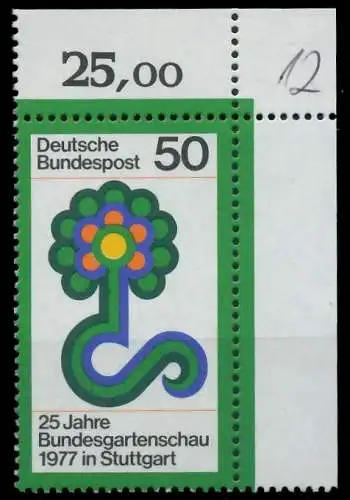 25,00
12
Deutsche
Bundespost 50
25 Jahre
Bundesgartenschau
1977 in Stuttgart